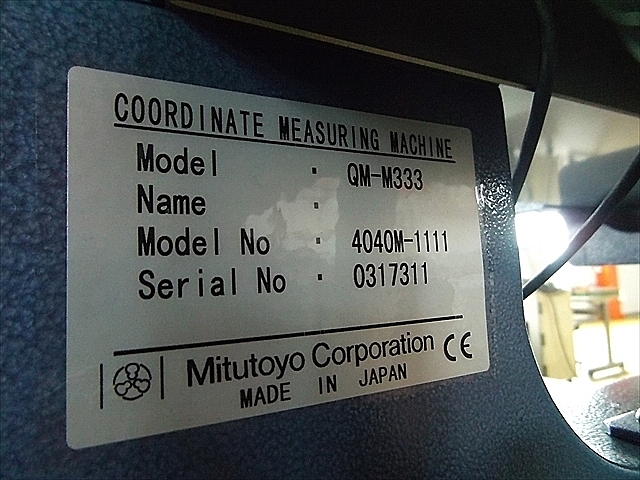 COORDINATE MEASURING MACHINE
Model : QM-M333
Name :
Model No : 4040M-1111
Serial No : 0317311
Mitutoyo Corporation CE
MADE IN JAPAN